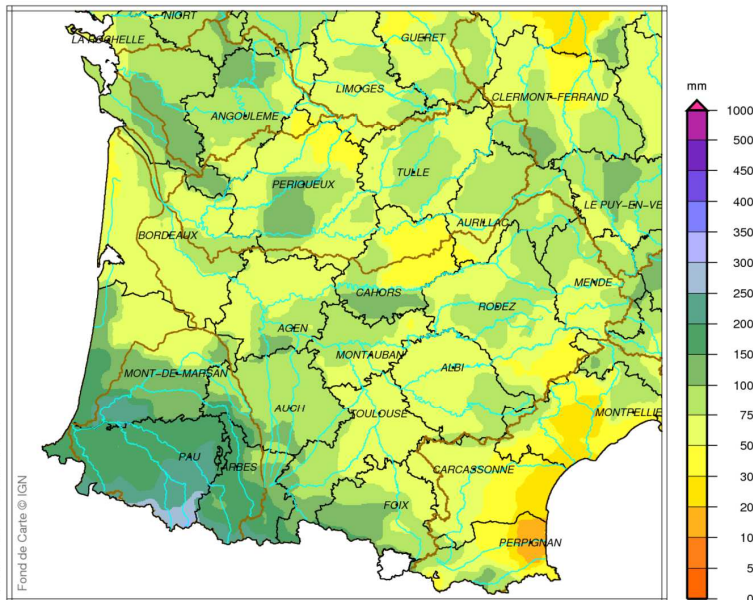 NIORT
LA ROCHELLE
GUERET
LIMOGES
CLERMONT-FERRAND
ANGOULEME
PERIGUEUX
TULLE
LE PUY-EN-VE
AURILLAC
BORDEAUX
MENDE
CAHORS
RODEZ
AGEN
MONTAUBAN
MONT-DE-MARSAN
ALBI
AUCH
TOULOUSE
MONTPELLIE
PAU
ARBES
CARCASSONNE
FOIX
PERPIGNAN
Fond de Carte © IGN
mm
1000
500
450
400
350
300
250
200
150
100
75
50
30
20
10
5
0